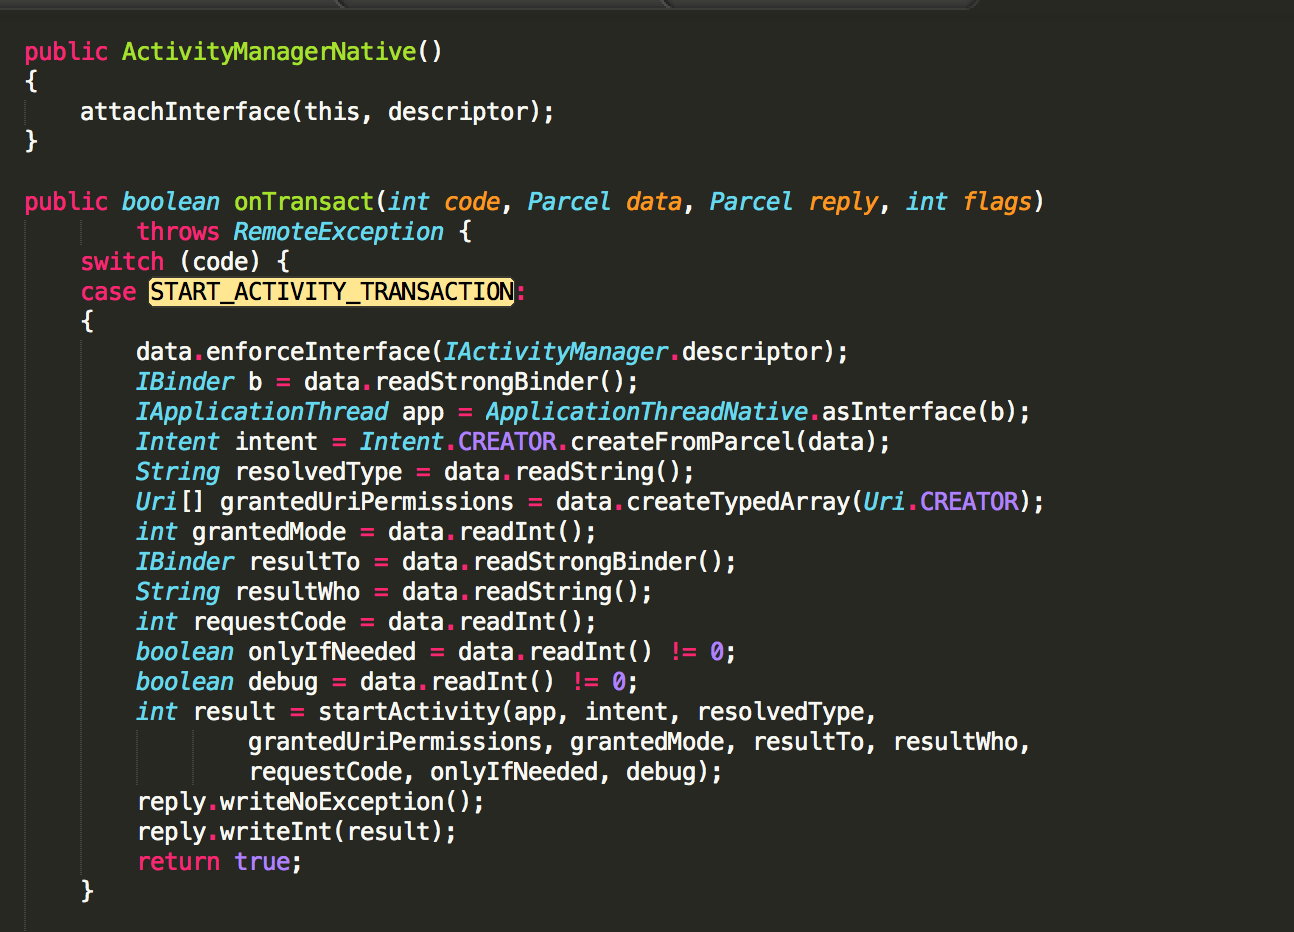 public ActivityManagerNative()
{
    attachInterface(this, descriptor);
}

public boolean onTransact(int code, Parcel data, Parcel reply, int flags)
        throws RemoteException {
    switch (code) {
    case START_ACTIVITY_TRANSACTION:
    {
        data.enforceInterface(IActivityManager.descriptor);
        IBinder b = data.readStrongBinder();
        IApplicationThread app = ApplicationThreadNative.asInterface(b);
        Intent intent = Intent.CREATOR.createFromParcel(data);
        String resolvedType = data.readString();
        Uri[] grantedUriPermissions = data.createTypedArray(Uri.CREATOR);
        int grantedMode = data.readInt();
        IBinder resultTo = data.readStrongBinder();
        String resultWho = data.readString();
        int requestCode = data.readInt();
        boolean onlyIfNeeded = data.readInt() != 0;
        boolean debug = data.readInt() != 0;
        int result = startActivity(app, intent, resolvedType,
                grantedUriPermissions, grantedMode, resultTo, resultWho,
                requestCode, onlyIfNeeded, debug);
        reply.writeNoException();
        reply.writeInt(result);
        return true;
    }